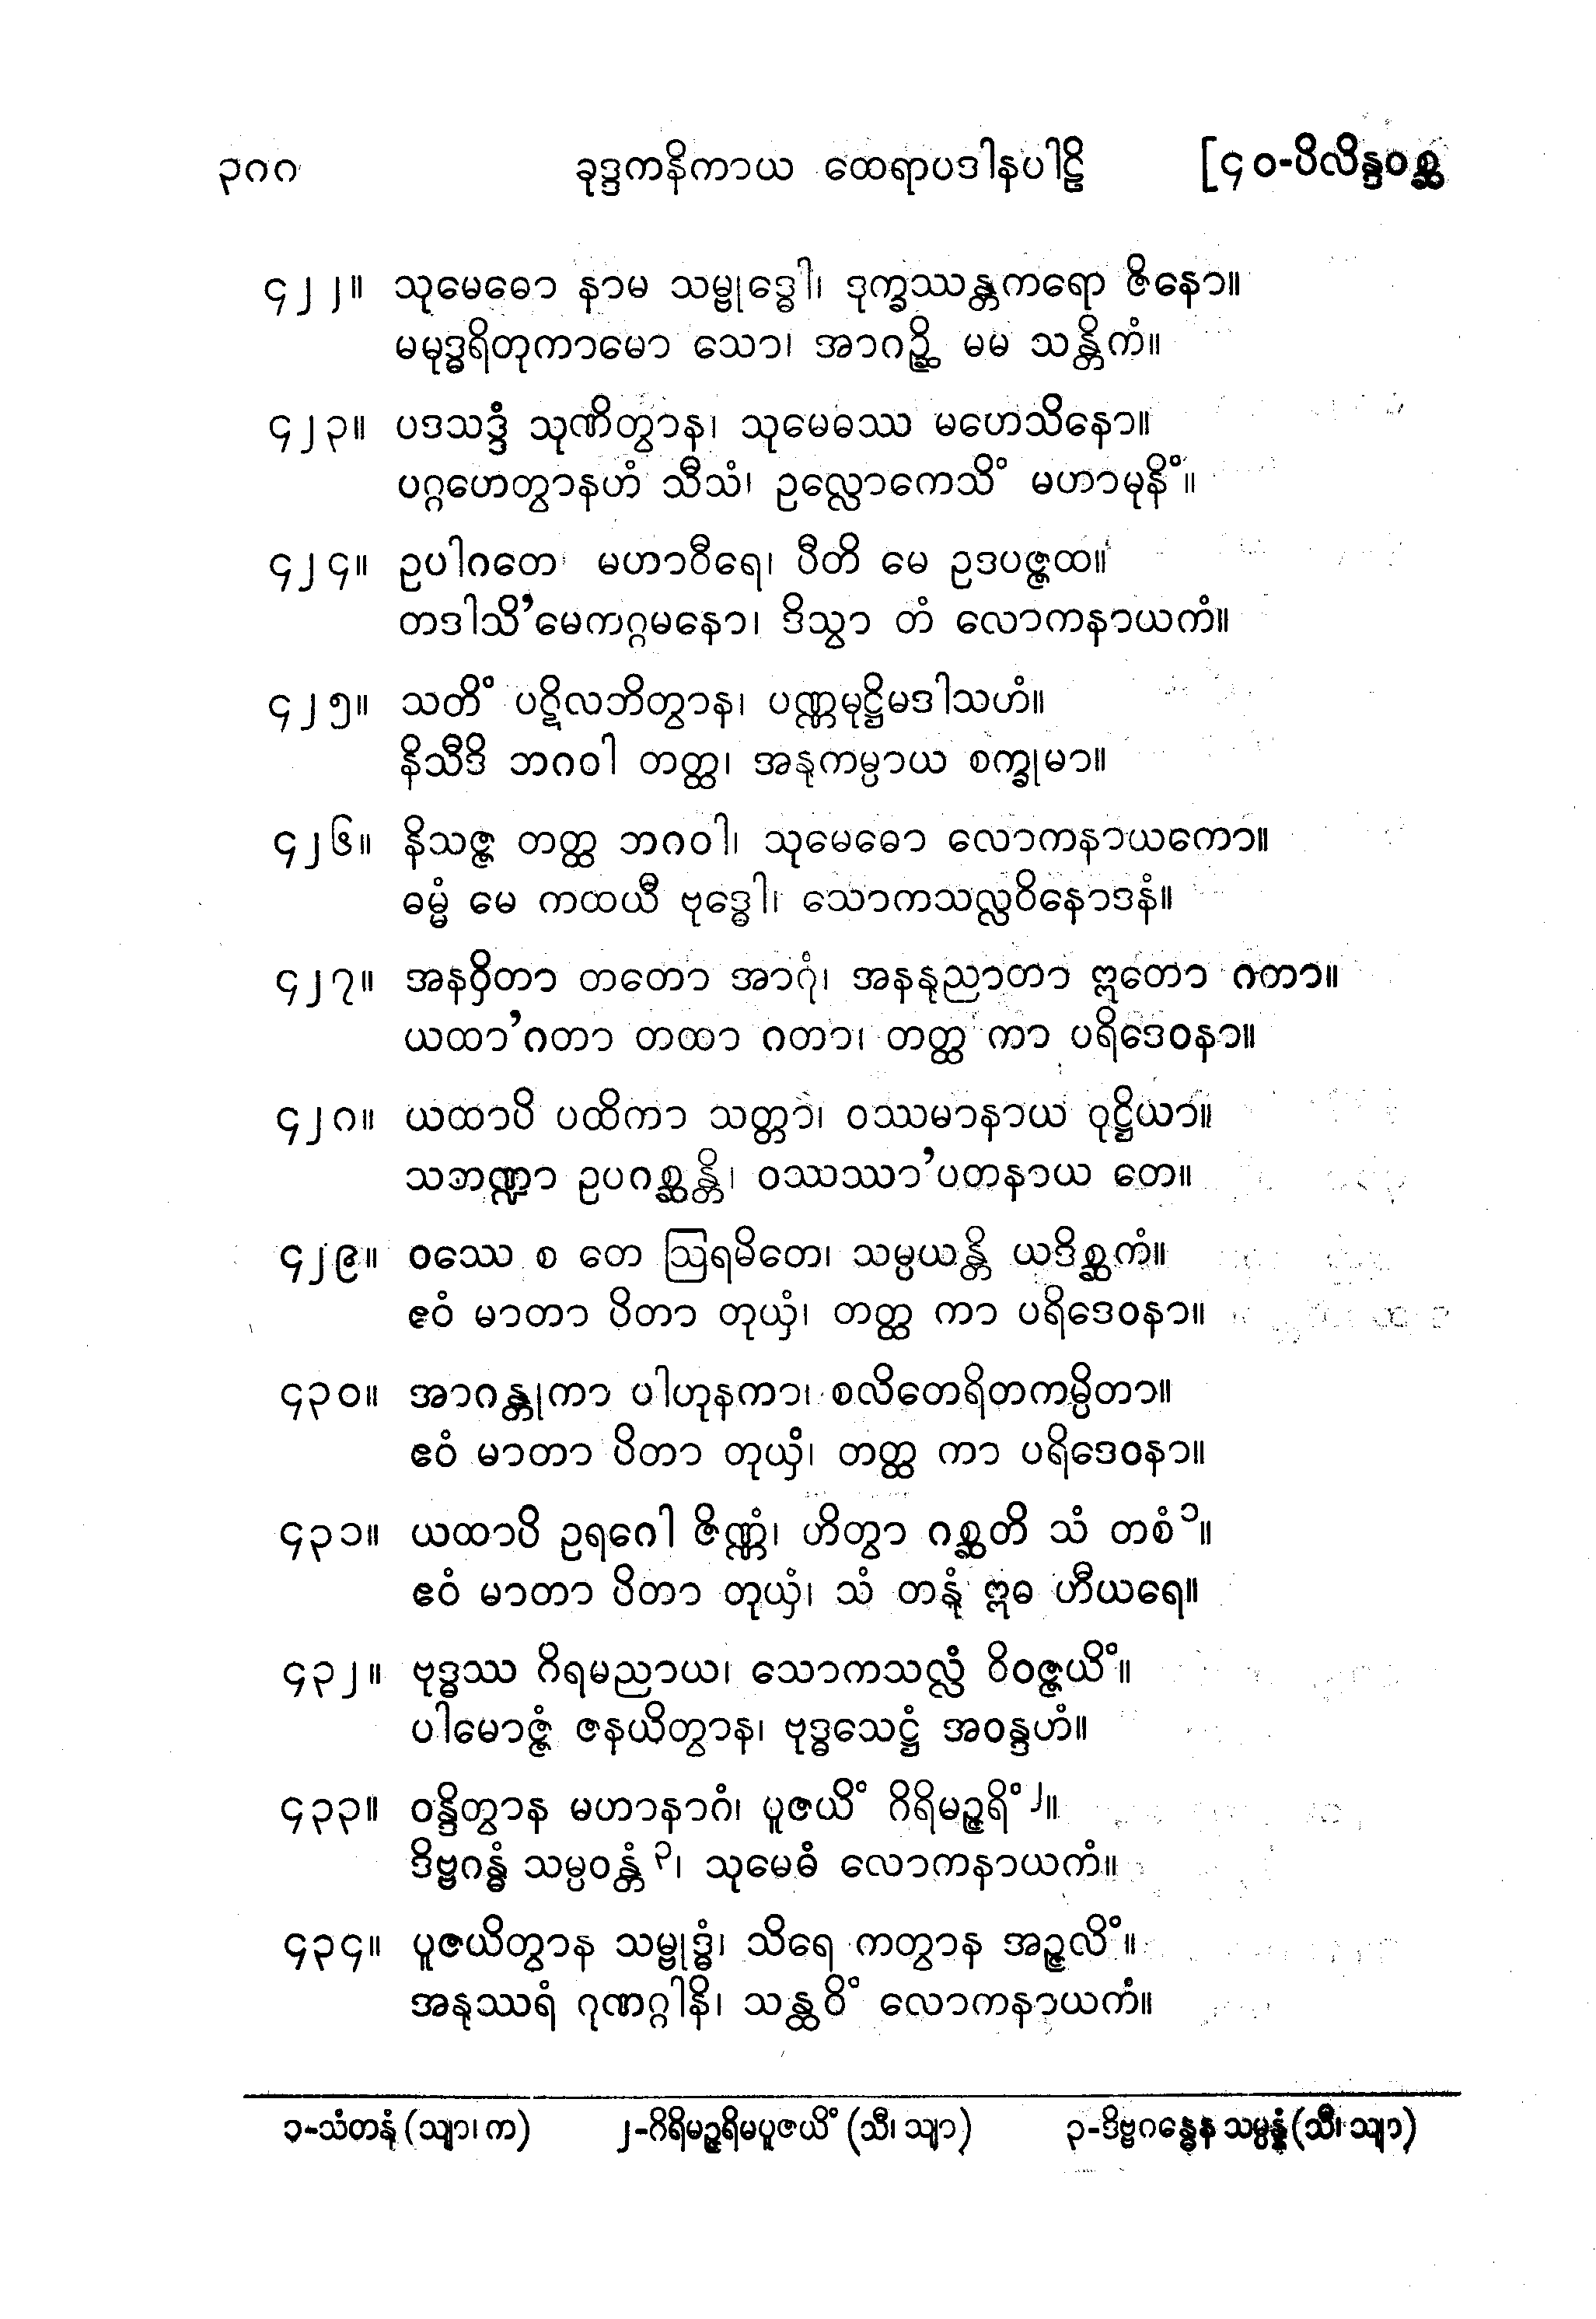 ၃၈၈ ခုဒ္ဒကနိကာယ ထေရာပဒါနပါဠိ [၄၀-ပိလိန္ဒဝစ္ဆ
၄၂၂။ သုမေဓော နာမ သမ္ဗုဒ္ဓေါ၊ ဒုက္ခဿန္တကရော ဇိနော။
မမုဒ္ဓရိတုကာမော သော၊ အာဂဉ္ဆိ မမ သန္တိကံ။
၄၂၃။ ပဒသဒ္ဒံ သုဏိတွာန၊ သုမေဓဿ မဟေသိနော။
ပဂ္ဂဟေတွာနဟံ သီသံ၊ ဥလ္လောကေသိံ မဟာမုနိံ။
၄၂၄။ ဥပါဂတေ မဟာဝီရေ၊ ပီတိ မေ ဥဒပဇ္ဇထ။
တဒါသိ’မေကဂ္ဂမနော၊ ဒိသွာ တံ လောကနာယကံ။
၄၂၅။ သတိံ ပဋိလဘိတွာန၊ ပဏ္ဏမုဋ္ဌိမဒါသဟံ။
နိသီဒိ ဘဂဝါ တတ္ထ၊ အနုကမ္ပာယ စက္ခုမာ။
၄၂၆။ နိသဇ္ဇ တတ္ထ ဘဂဝါ၊ သုမေဓော လောကနာယကော။
ဓမ္မံ မေ ကထယီ ဗုဒ္ဓေါ၊ သောကသလ္လဝိနောဒနံ။
၄၂၇။ အနဝှိတာ တတော အာဂုံ၊ အနနုညာတာ ဣတော ဂတာ။
ယထာ’ဂတာ တထာ ဂတာ၊ တတ္ထ ကာ ပရိဒေဝနာ။
၄၂၈။ ယထာပိ ပထိကာ သတ္တာ၊ ဝဿမာနာယ ဝုဋ္ဌိယာ။
သဘဏ္ဍာ ဥပဂစ္ဆန္တိ၊ ဝဿဿာ’ပတနာယ တေ။
၄၂၉။ ဝဿေ စ တေ ဩရမိတေ၊ သမ္ပယန္တိ ယဒိစ္ဆကံ။
ဧဝံ မာတာ ပိတာ တုယှံ၊ တတ္ထ ကာ ပရိဒေဝနာ။
၄၃၀။ အာဂန္တုကာ ပါဟုနကာ၊ စလိတေရိတကမ္ပိတာ။
ဧဝံ မာတာ ပိတာ တုယှံ၊ တတ္ထ ကာ ပရိဒေဝနာ။
၄၃၁။ ယထာပိ ဥရဂေါ ဇိဏ္ဏံ၊ ဟိတွာ ဂစ္ဆတိ သံ တစံ၁။
ဧဝံ မာတာ ပိတာ တုယှံ၊ သံ တနုံ ဣဓ ဟီယရေ။
၄၃၂။ ဗုဒ္ဓဿ ဂိရမညာယ၊ သောကသလ္လံ ဝိဝဇ္ဇယိံ။
ပါမောဇ္ဇံ ဇနယိတွာန၊ ဗုဒ္ဓသေဋ္ဌံ အဝန္ဒဟံ။
၄၃၃။ ဝန္ဒိတွာန မဟာနာဂံ၊ ပူဇယိံ ဂိရိမဉ္ဇရိံ၂။
ဒိဗ္ဗဂန္ဓံ သမ္ပဝန္တံ၃၊ သုမေဓံ လောကနာယကံ။
၄၃၄။ ပူဇယိတွာန သမ္ဗုဒ္ဓံ၊ သိရေ ကတွာန အဉ္ဇလိံ။
အနုဿရံ ဂုဏဂ္ဂါနိ၊ သန္ထဝိံ လောကနာယကံ။
၁-သံတနုံ (သျာ၊ က) ၂-ဂိရိမဉ္ဇရိမပူဇယိံ (သီ၊ သျာ) ၃-ဒိဗ္ဗဂန္ဓေန သမ္ပန္နံ (သီ၊ သျာ)